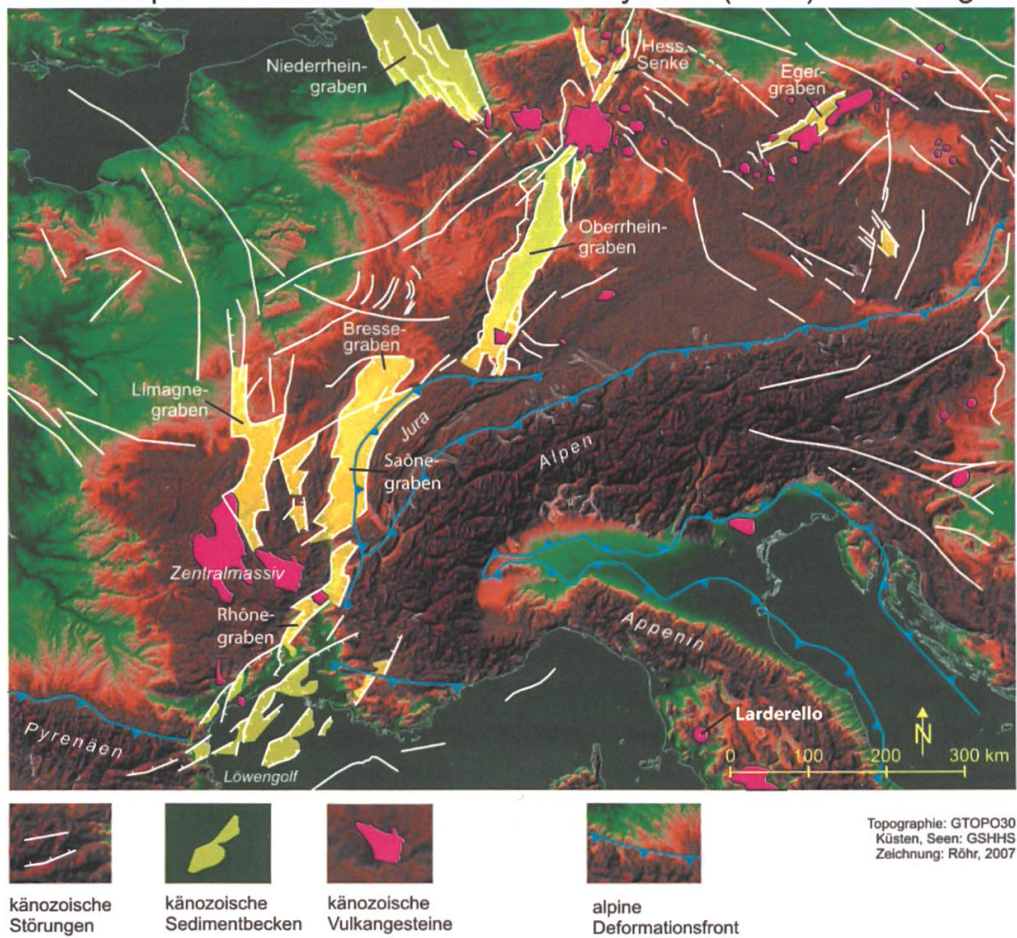 Niederrhein-
graben
Hess.
Senke
Eger-
graben
Oberrhein-
graben
Bresse-
graben
Limagne-
graben
Jura
Saône-
graben
Alpen
Zentralmassiv
Rhône-
graben
Appenin
Larderello
Pyrenäen
Löwengolf
N
0 100 200 300 km
känozoische
Störungen
känozoische
Sedimentbecken
känozoische
Vulkangesteine
alpine
Deformationsfront
Topographie: GTOPO30
Küsten, Seen: GSHHS
Zeichnung: Röhr, 2007